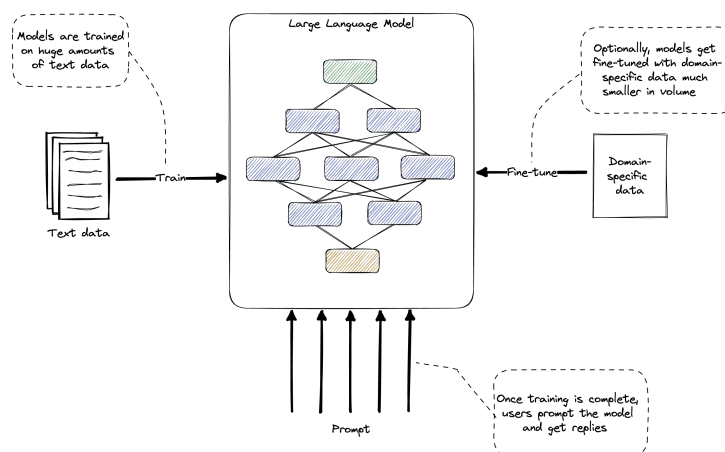 Large Language Model
Models are trained
on huge amounts
of text data
Optionally, models get
fine-tuned with domain-
specific data much
smaller in volume
Train
Fine-tune
Domain-
specific
data
Text data
Once training is complete,
users prompt the model
and get replies
Prompt